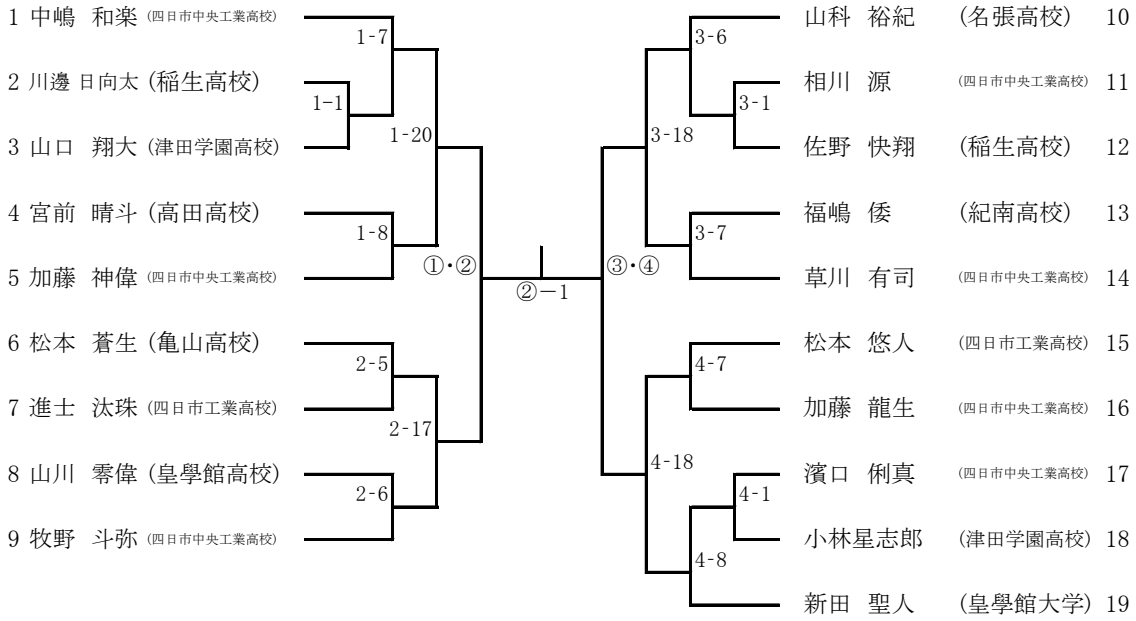 1 中嶋 和楽 (四日市中央工業高校)
1-7
2 川邊 日向太 (稲生高校)
1-1
1-20
3 山口 翔大 (津田学園高校)
4 宮前 晴斗 (高田高校)
1-8
5 加藤 神偉 (四日市中央工業高校)
①・②
6 松本 蒼生 (亀山高校)
2-5
7 進士 汰珠 (四日市工業高校)
2-17
8 山川 零偉 (皇學館高校)
2-6
9 牧野 斗弥 (四日市中央工業高校)
②-1
山科 裕紀 (名張高校) 10
3-6
相川 源 (四日市中央工業高校) 11
3-1
3-18
佐野 快翔 (稲生高校) 12
福嶋 倭 (紀南高校) 13
3-7
草川 有司 (四日市中央工業高校) 14
③・④
松本 悠人 (四日市工業高校) 15
4-7
加藤 龍生 (四日市中央工業高校) 16
4-18
濱口 俐真 (四日市中央工業高校) 17
4-1
小林星志郎 (津田学園高校) 18
4-8
新田 聖人 (皇學館大学) 19